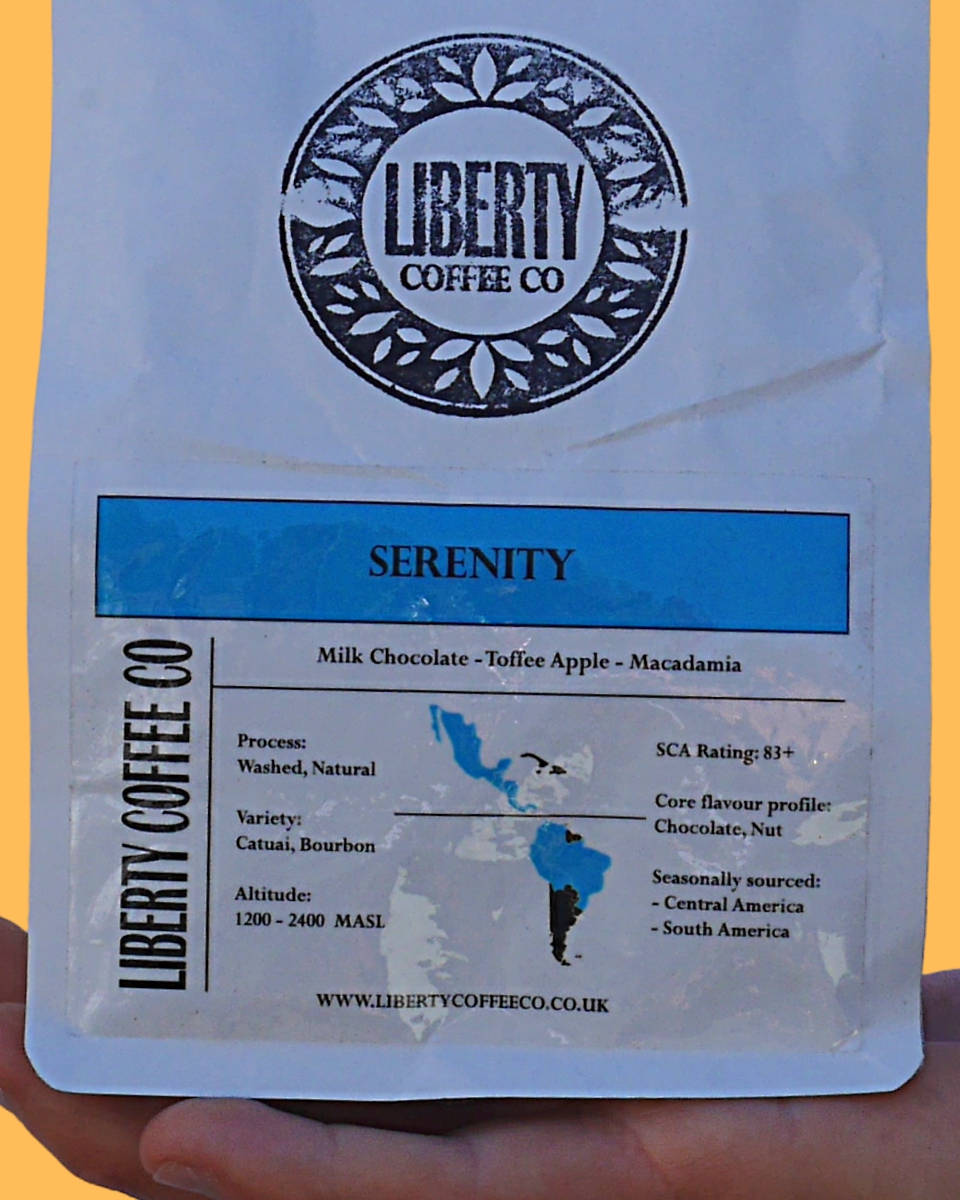 LIBERTY
COFFEE CO
SERENITY
LIBERTY COFFEE CO
Milk Chocolate - Toffee Apple - Macadamia
Process:
Washed, Natural
Variety:
Catuai, Bourbon
Altitude:
1200 - 2400 MASL
SCA Rating: 83+
Core flavour profile:
Chocolate, Nut
Seasonally sourced:
- Central America
- South America
WWW.LIBERTYCOFFEECO.CO.UK